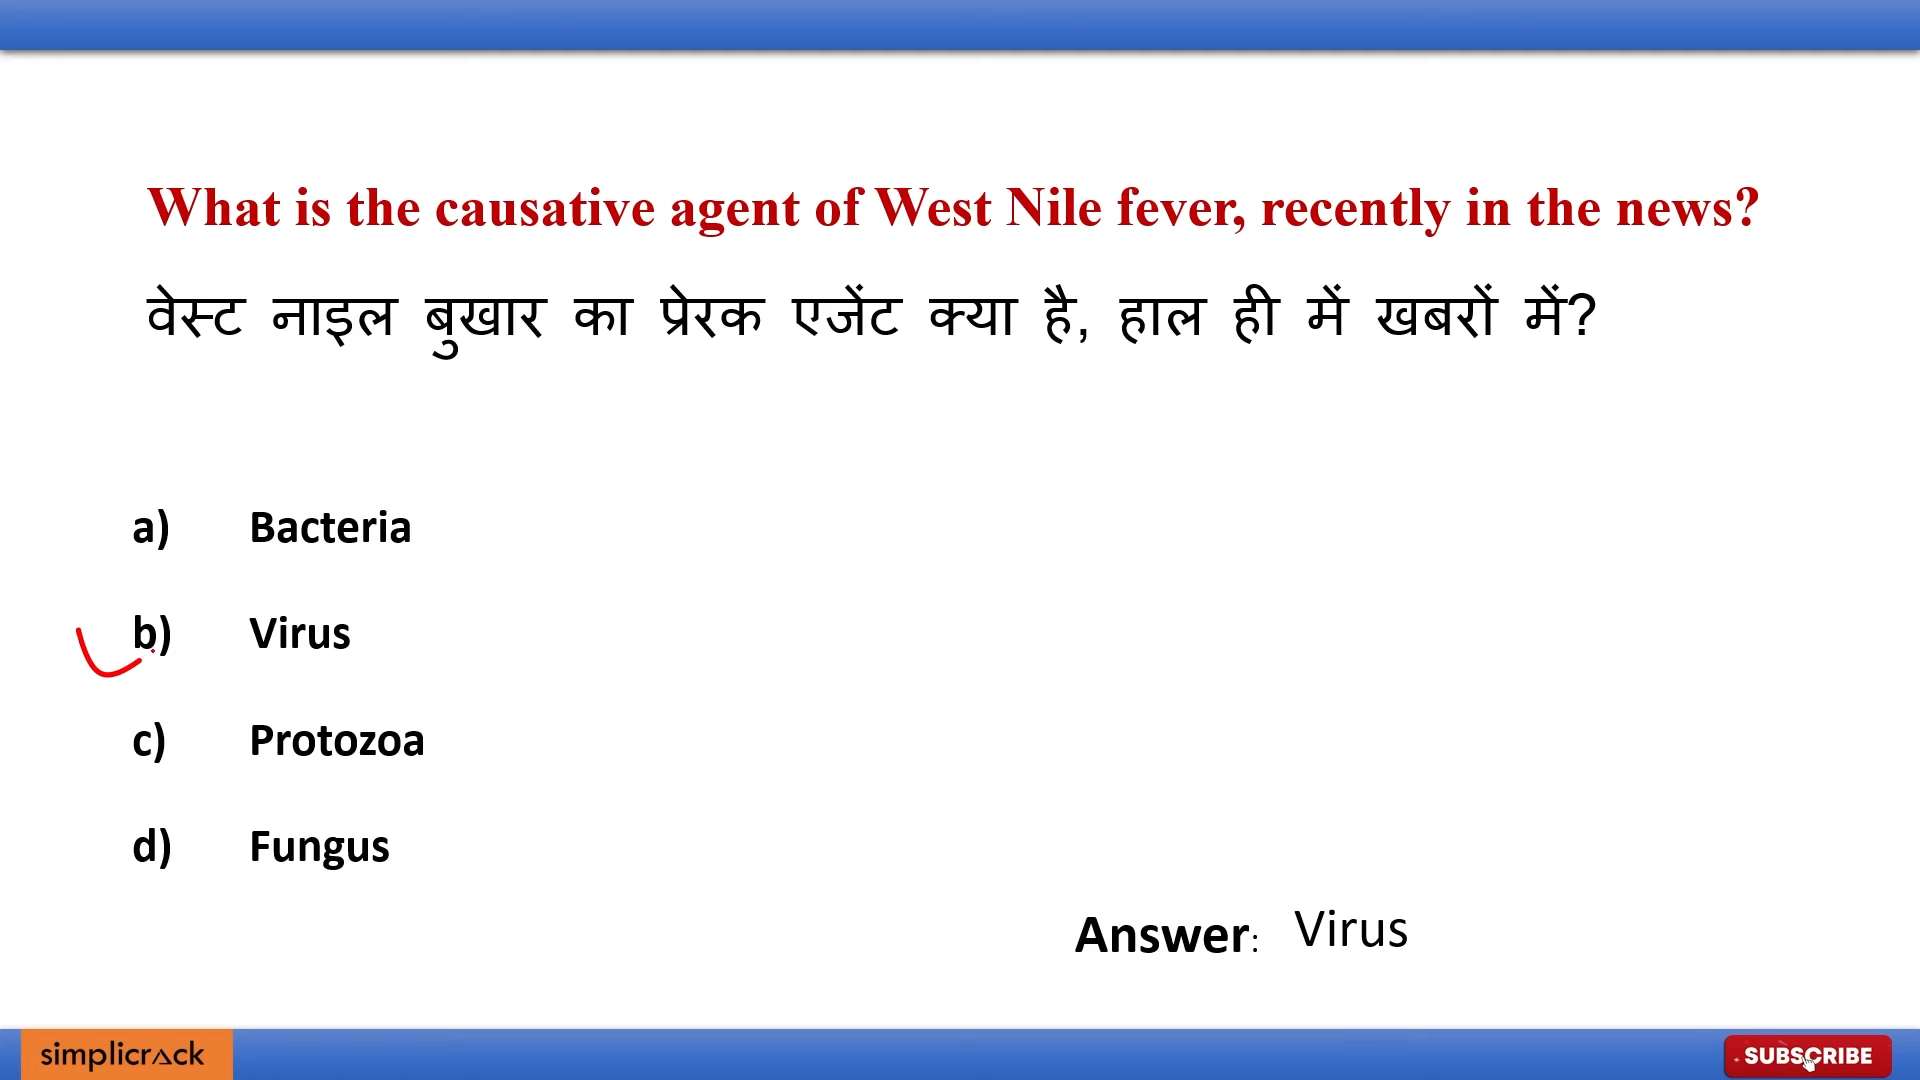 What is the causative agent of West Nile fever, recently in the news?
वेस्ट नाइल बुखार का प्रेरक एजेंट क्या है, हाल ही में खबरों में?
a) Bacteria
b) Virus
c) Protozoa
d) Fungus
Answer: Virus
simplicrack
SUBSCRIBE